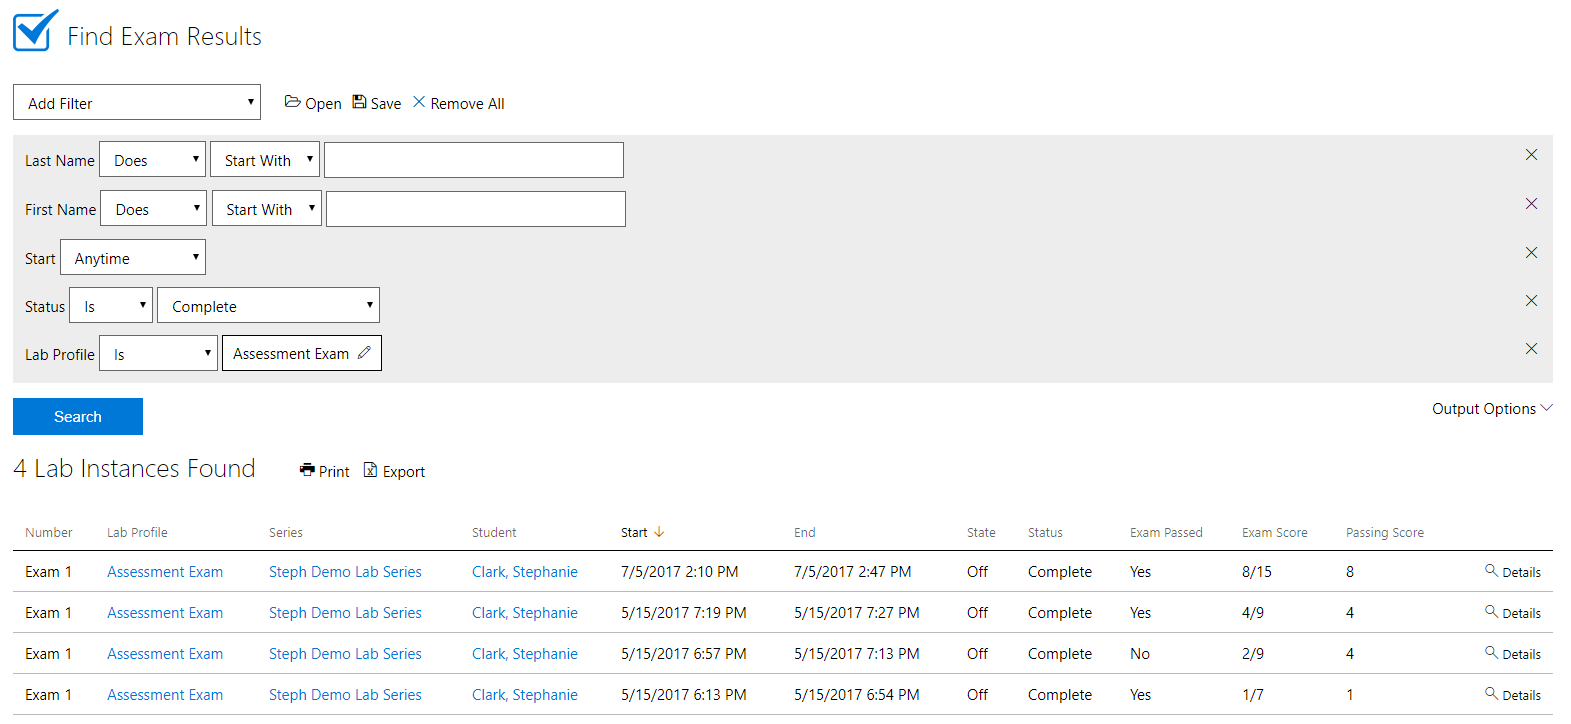 Find Exam Results
Add Filter Open Save Remove All
Last Name Does Start With
First Name Does Start With
Start Anytime
Status Is Complete
Lab Profile Is Assessment Exam
Search Output Options
4 Lab Instances Found Print Export
Number Lab Profile Series Student Start End State Status Exam Passed Exam Score Passing Score
Exam 1 Assessment Exam Steph Demo Lab Series Clark, Stephanie 7/5/2017 2:10 PM 7/5/2017 2:47 PM Off Complete Yes 8/15 8 Details
Exam 1 Assessment Exam Steph Demo Lab Series Clark, Stephanie 5/15/2017 7:19 PM 5/15/2017 7:27 PM Off Complete Yes 4/9 4 Details
Exam 1 Assessment Exam Steph Demo Lab Series Clark, Stephanie 5/15/2017 6:57 PM 5/15/2017 7:13 PM Off Complete No 2/9 4 Details
Exam 1 Assessment Exam Steph Demo Lab Series Clark, Stephanie 5/15/2017 6:13 PM 5/15/2017 6:54 PM Off Complete Yes 1/7 1 Details